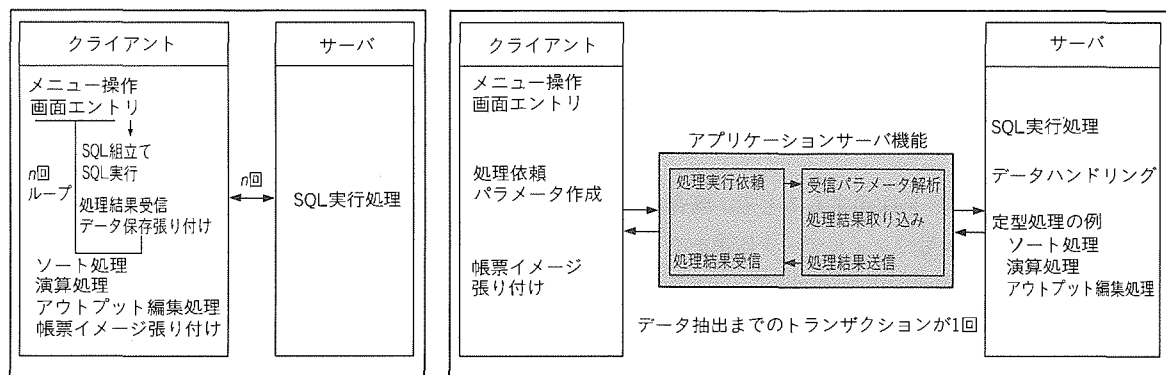 クライアント
メニュー操作
画面エントリ
SQL組立て
SQL実行
n回
ループ
処理結果受信
データ保存張り付け
ソート処理
演算処理
アウトプット編集処理
帳票イメージ張り付け
n回
サーバ
SQL実行処理
クライアント
メニュー操作
画面エントリ
処理依頼
パラメータ作成
帳票イメージ
張り付け
アプリケーションサーバ機能
処理実行依頼
受信パラメータ解析
処理結果取り込み
処理結果受信
処理結果送信
データ抽出までのトランザクションが1回
サーバ
SQL実行処理
データハンドリング
定型処理の例
ソート処理
演算処理
アウトプット編集処理